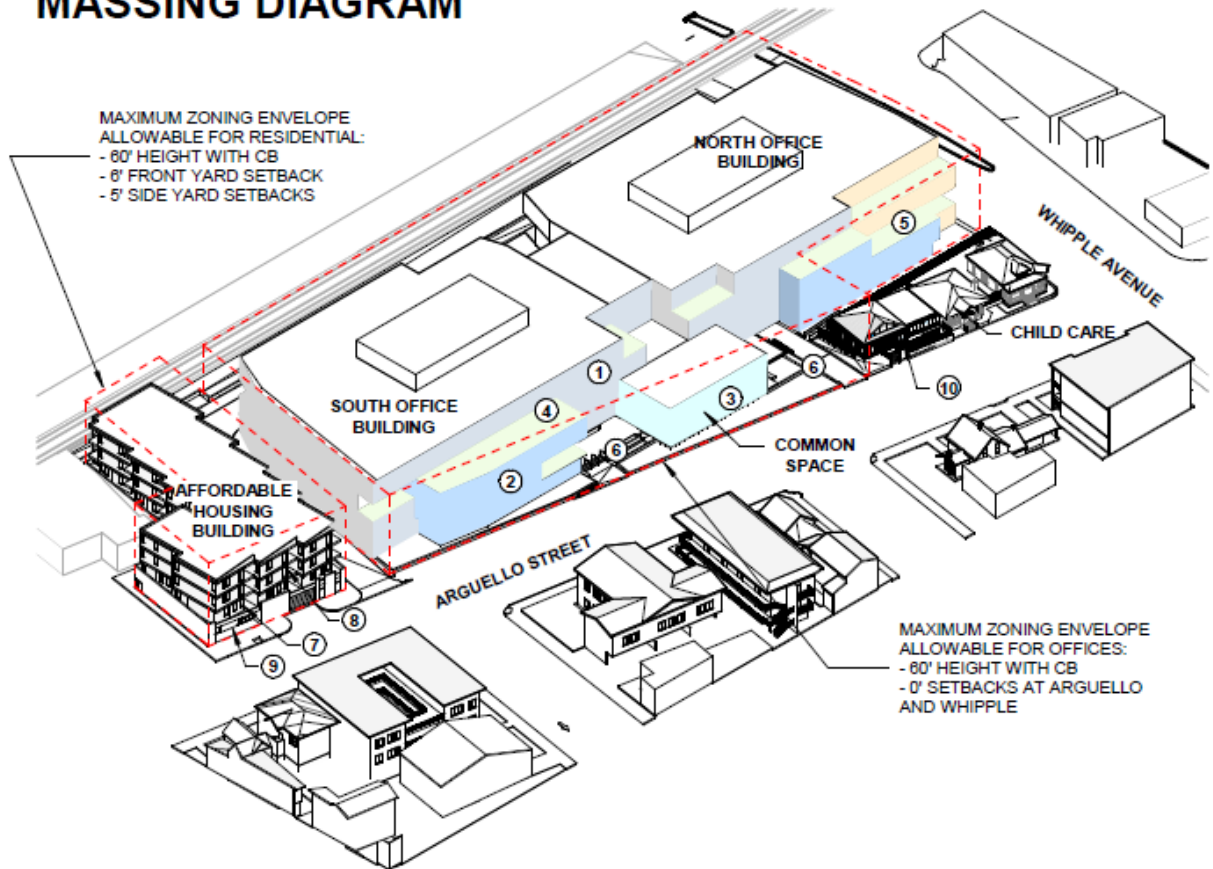 MASSING DIAGRAM
MAXIMUM ZONING ENVELOPE
ALLOWABLE FOR RESIDENTIAL:
- 60' HEIGHT WITH CB
- 6' FRONT YARD SETBACK
- 5' SIDE YARD SETBACKS
NORTH OFFICE
BUILDING
5
WHIPPLE AVENUE
CHILD CARE
10
6
1
3
SOUTH OFFICE
BUILDING
4
COMMON
SPACE
6
2
AFFORDABLE
HOUSING
BUILDING
ARGUELLO STREET
8
7
9
MAXIMUM ZONING ENVELOPE
ALLOWABLE FOR OFFICES:
- 60' HEIGHT WITH CB
- 0' SETBACKS AT ARGUELLO
AND WHIPPLE